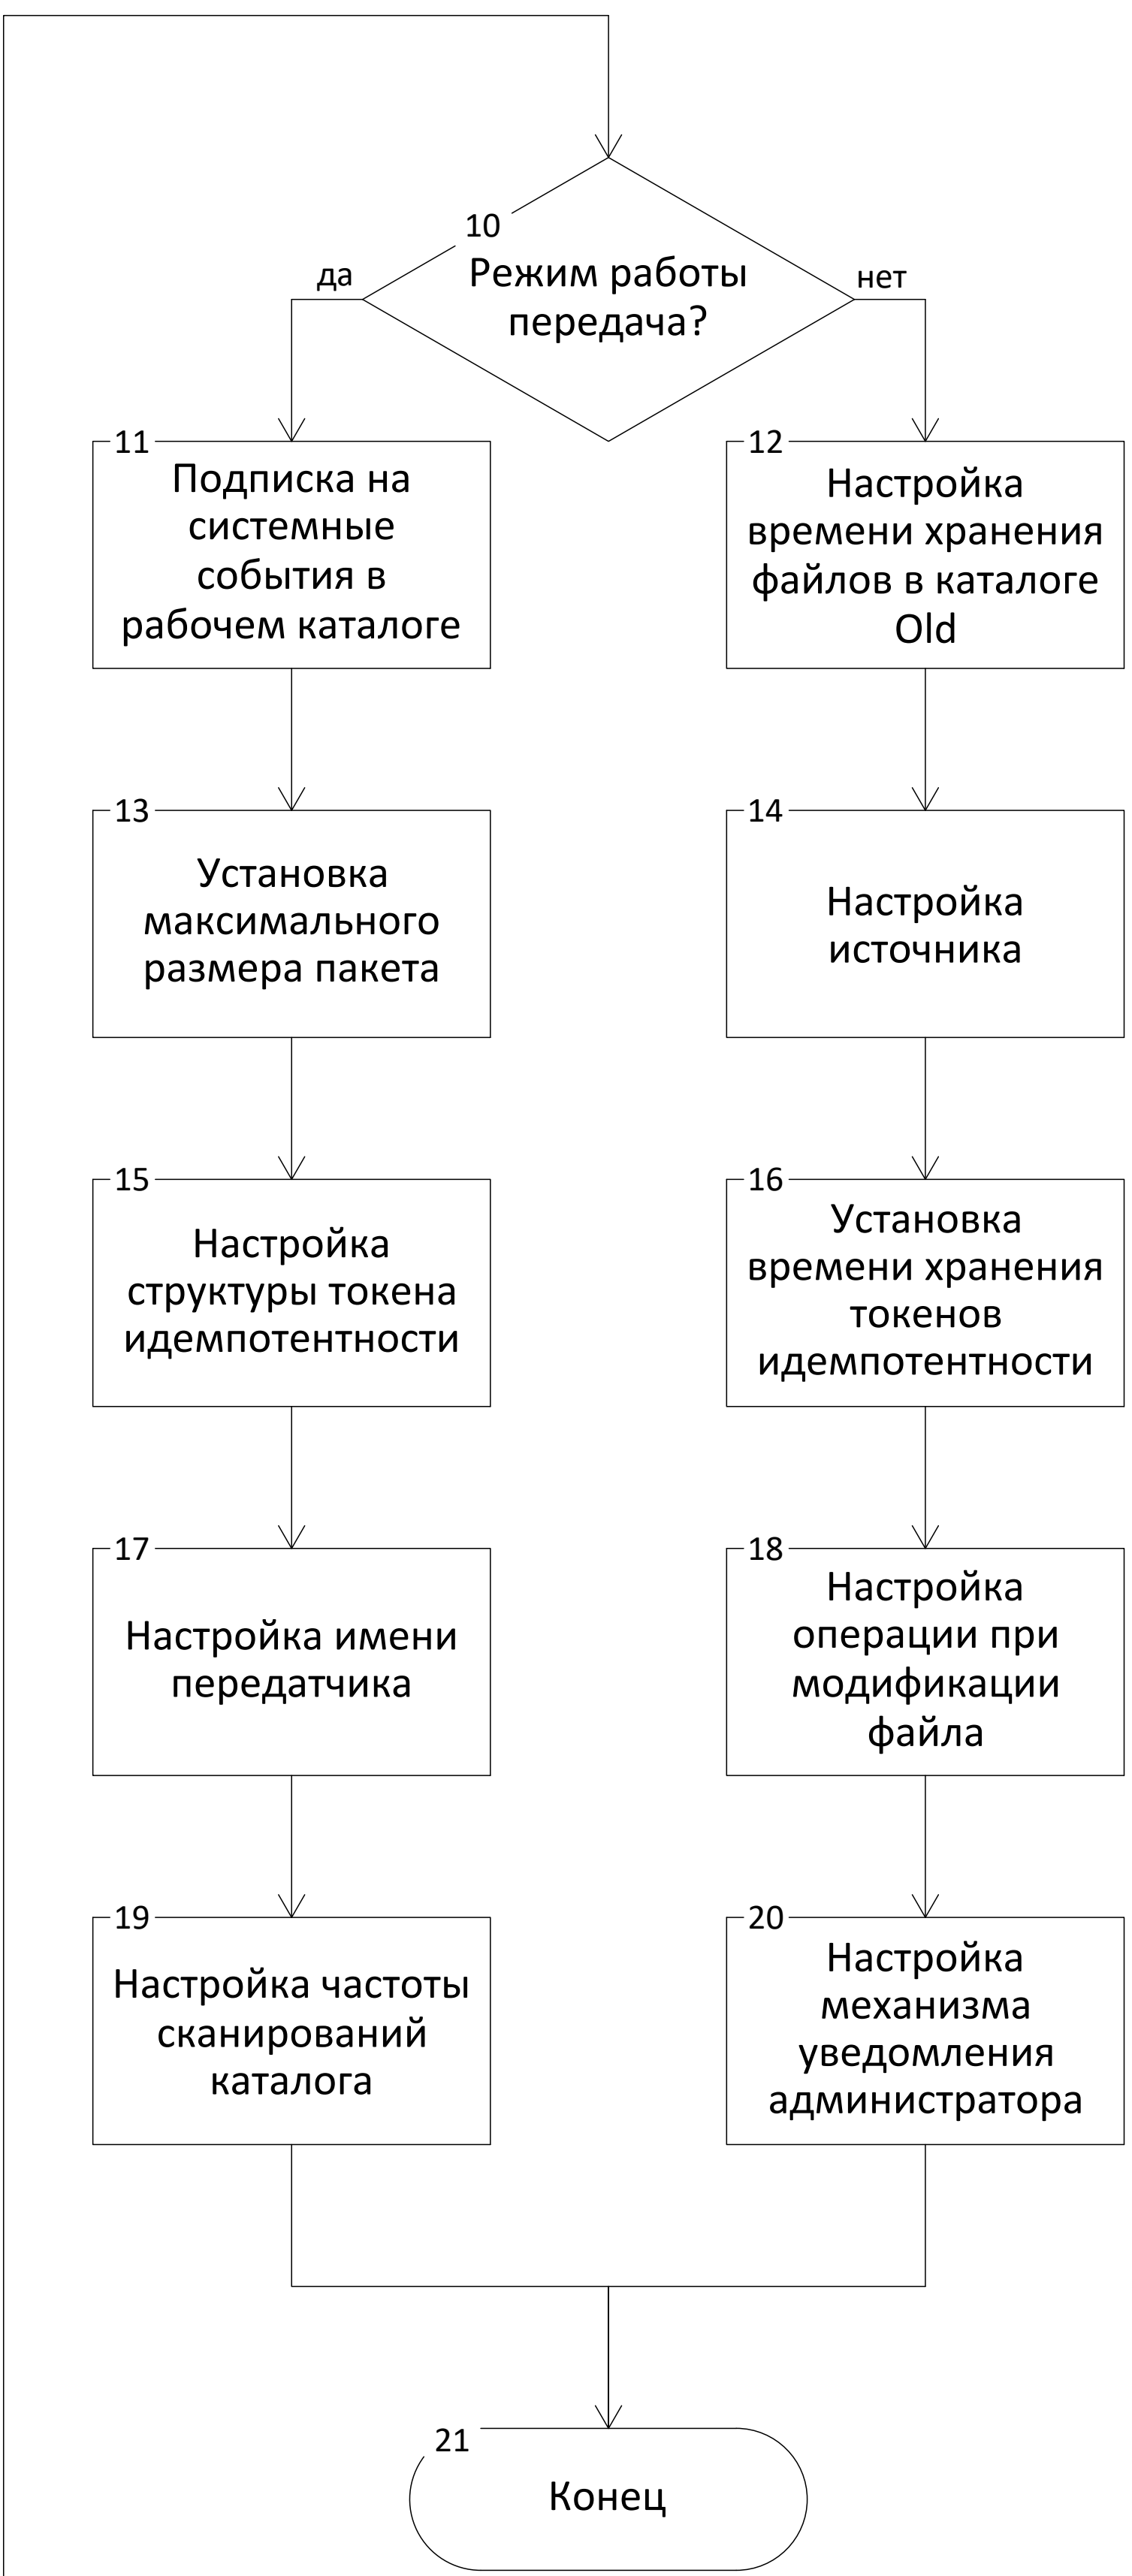 10
Режим работы
передача?
да
нет
11
Подписка на
системные
события в
рабочем каталоге
12
Настройка
времени хранения
файлов в каталоге
Old
13
Установка
максимального
размера пакета
14
Настройка
источника
15
Настройка
структуры токена
идемпотентности
16
Установка
времени хранения
токенов
идемпотентности
17
Настройка имени
передатчика
18
Настройка
операции при
модификации
файла
19
Настройка частоты
сканирований
каталога
20
Настройка
механизма
уведомления
администратора
21
Конец